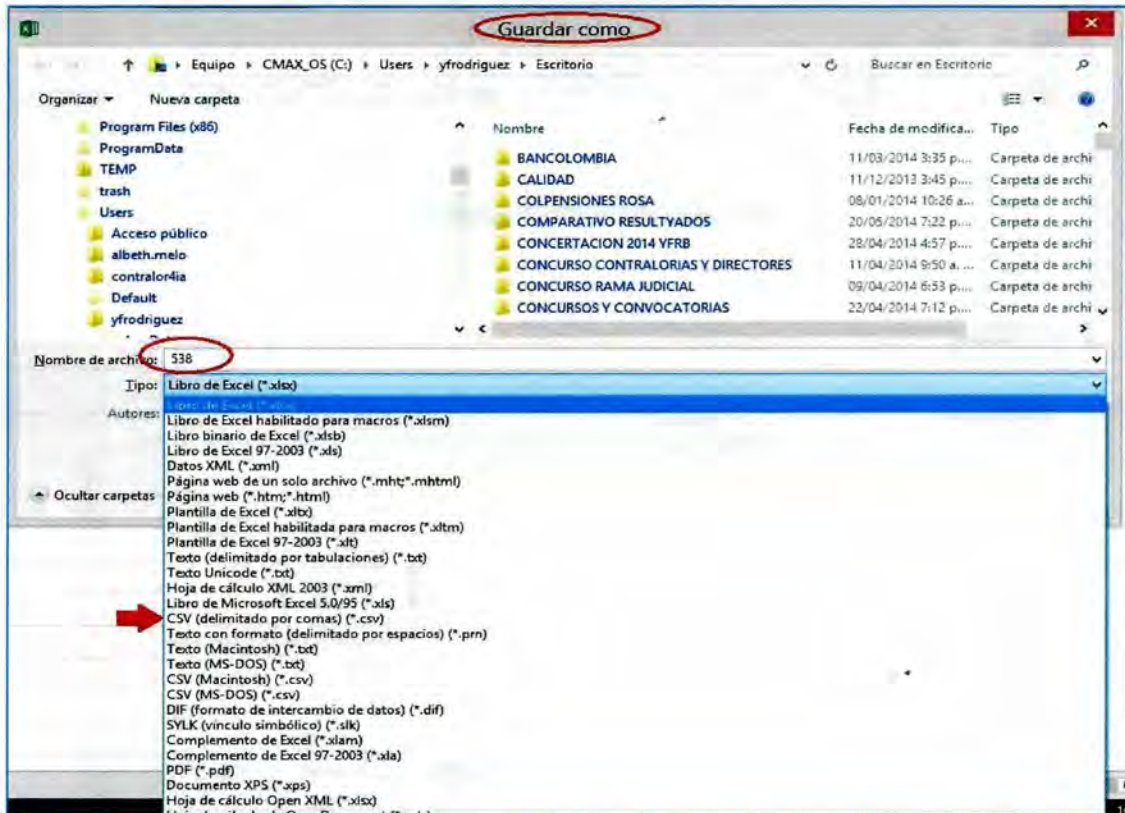 Guardar como
Equipo ▸ CMAX_OS (C:) ▸ Users ▸ yfrodriguez ▸ Escritorio
Buscar en Escritorio
Organizar
Nueva carpeta
Program Files (x86)
ProgramData
TEMP
trash
Users
Acceso público
albeth.melo
contralor4ia
Default
yfrodriguez
Nombre Fecha de modifica... Tipo
BANCOLOMBIA 11/03/2014 3:35 p.... Carpeta de archi
CALIDAD 11/12/2013 3:45 p.... Carpeta de archi
COLPENSIONES ROSA 08/01/2014 10:26 a... Carpeta de archi
COMPARATIVO RESULTYADOS 20/05/2014 7:22 p.... Carpeta de archi
CONCERTACION 2014 YFRB 28/04/2014 4:57 p.... Carpeta de archi
CONCURSO CONTRALORIAS Y DIRECTORES 11/04/2014 9:50 a. ... Carpeta de archi
CONCURSO RAMA JUDICIAL 09/04/2014 6:53 p.... Carpeta de archi
CONCURSOS Y CONVOCATORIAS 22/04/2014 7:12 p.... Carpeta de archi
Nombre de archivo: 538
Tipo: Libro de Excel (*.xlsx)
Autores:
Libro de Excel (*.xlsx)
Libro de Excel habilitado para macros (*.xlsm)
Libro binario de Excel (*.xlsb)
Libro de Excel 97-2003 (*.xls)
Datos XML (*.xml)
Página web de un solo archivo (*.mht;*.mhtml)
Ocultar carpetas
Página web (*.htm;*.html)
Plantilla de Excel (*.xltx)
Plantilla de Excel habilitada para macros (*.xltm)
Plantilla de Excel 97-2003 (*.xlt)
Texto (delimitado por tabulaciones) (*.txt)
Texto Unicode (*.txt)
Hoja de cálculo XML 2003 (*.xml)
Libro de Microsoft Excel 5.0/95 (*.xls)
CSV (delimitado por comas) (*.csv)
Texto con formato (delimitado por espacios) (*.prn)
Texto (Macintosh) (*.txt)
Texto (MS-DOS) (*.txt)
CSV (Macintosh) (*.csv)
CSV (MS-DOS) (*.csv)
DIF (formato de intercambio de datos) (*.dif)
SYLK (vínculo simbólico) (*.slk)
Complemento de Excel (*.xlam)
Complemento de Excel 97-2003 (*.xla)
PDF (*.pdf)
Documento XPS (*.xps)
Hoja de cálculo Open XML (*.xlsx)